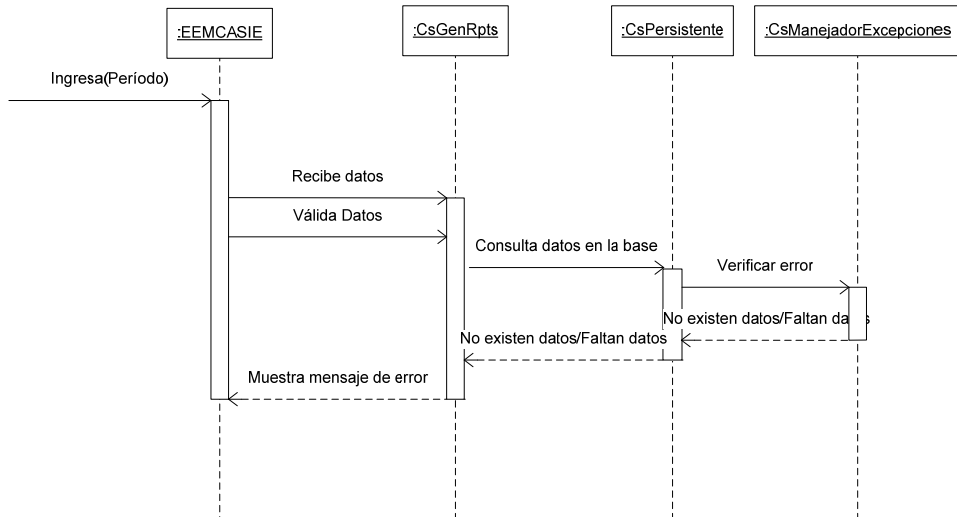 :EEMCASIE
:CsGenRpts
:CsPersistente
:CsManejadorExcepciones
Ingresa(Período)
Recibe datos
Válida Datos
Consulta datos en la base
Verificar error
No existen datos/Faltan datos
No existen datos/Faltan datos
Muestra mensaje de error